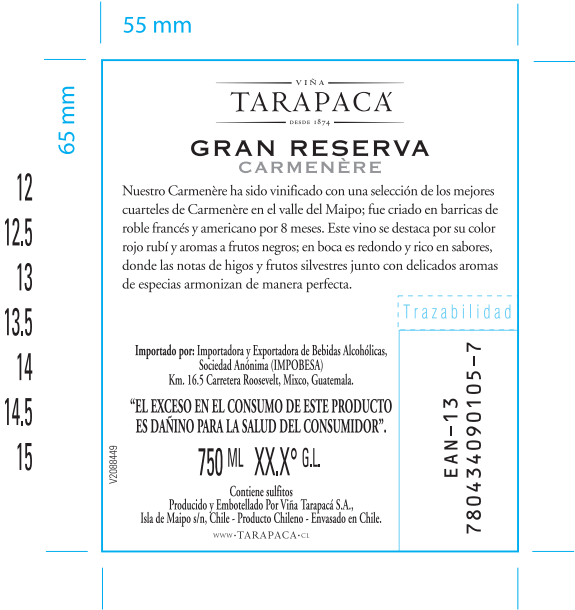 55 mm
65 mm
VIÑA
TARAPACÁ
DESDE 1874
GRAN RESERVA
CARMENÈRE
Nuestro Carmenère ha sido vinificado con una selección de los mejores
cuarteles de Carmenère en el valle del Maipo; fue criado en barricas de
roble francés y americano por 8 meses. Este vino se destaca por su color
rojo rubí y aromas a frutos negros; en boca es redondo y rico en sabores,
donde las notas de higos y frutos silvestres junto con delicados aromas
de especias armonizan de manera perfecta.
12
12.5
13
13.5
14
14.5
15
Trazabilidad
Importado por: Importadora y Exportadora de Bebidas Alcohólicas,
Sociedad Anónima (IMPOBESA)
Km. 16.5 Carretera Roosevelt, Mixco, Guatemala.
“EL EXCESO EN EL CONSUMO DE ESTE PRODUCTO
ES DAÑINO PARA LA SALUD DEL CONSUMIDOR”.
750 ML XX.X° G.L.
V2088449
Contiene sulfitos
Producido y Embotellado Por Viña Tarapacá S.A.,
Isla de Maipo s/n, Chile - Producto Chileno - Envasado en Chile.
WWW·TARAPACA·CL
EAN-13
780434090105-7